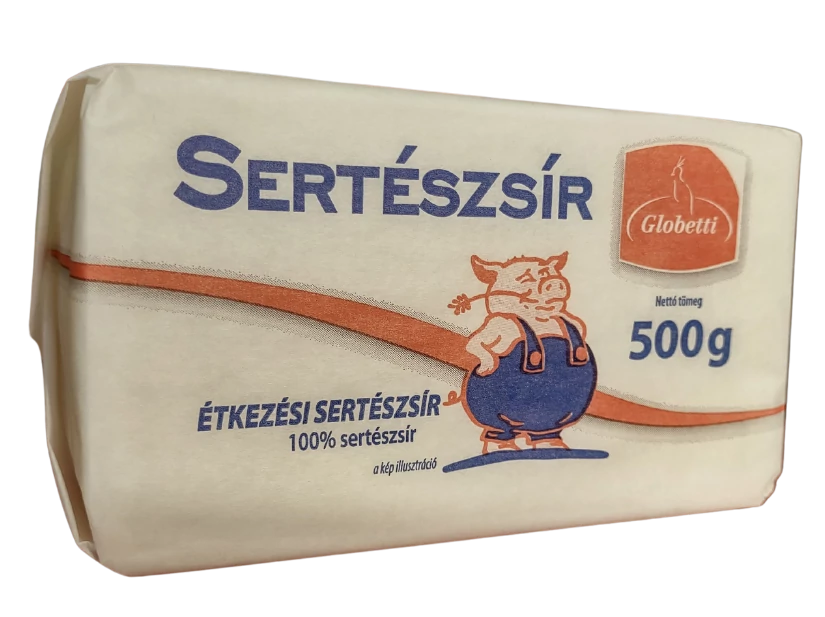 SERTÉSZSÍR
Globetti
Nettó tömeg
500g
ÉTKEZÉSI SERTÉSZSÍR
100% sertészsír
a kép illusztráció